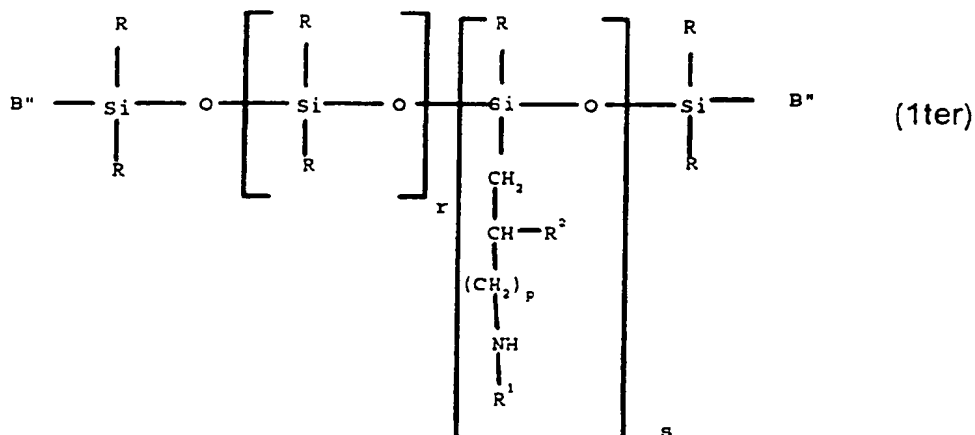 R R R R
B" Si O Si O Si O Si B" (1ter)
R R CH₂ R
r
CH—R²
(CH₂)p
NH
R¹
s